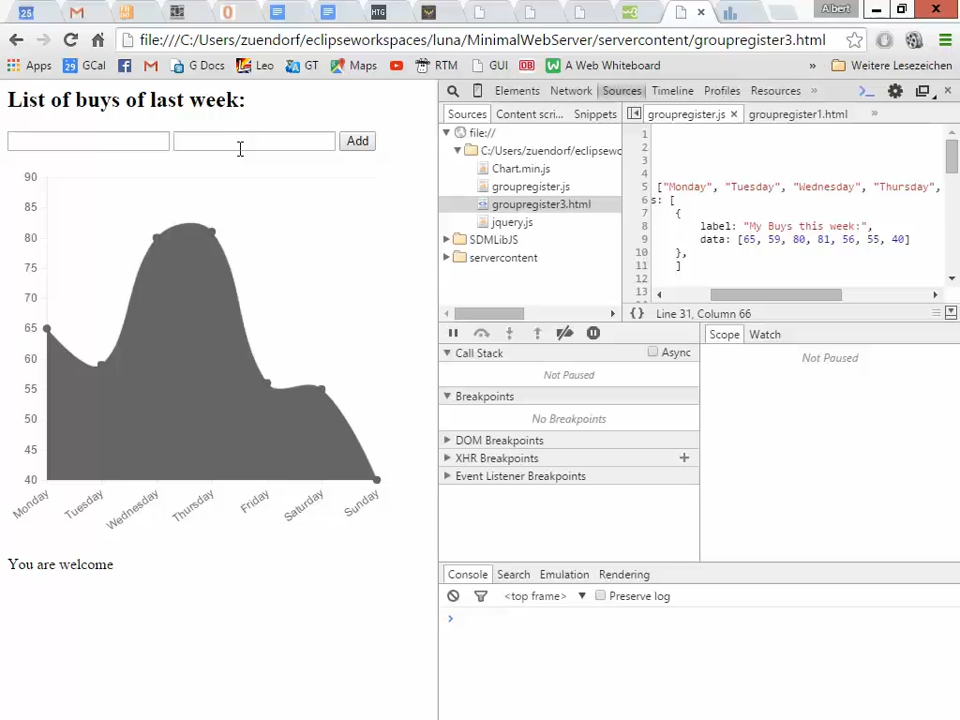 25
0
HTG
Albert
file:///C:/Users/zuendorf/eclipseworkspaces/luna/MinimalWebServer/servercontent/groupregister3.html
Apps
29 GCal
G Docs
Leo
GT
Maps
RTM
GUI
DB
W A Web Whiteboard
»
Weitere Lesezeichen
List of buys of last week:
Add
90
85
80
75
70
65
60
55
50
45
40
Monday
Tuesday
Wednesday
Thursday
Friday
Saturday
Sunday
You are welcome
Elements Network Sources Timeline Profiles Resources »
Sources Content scri... Snippets
file://
C:/Users/zuendorf/eclipsewc
Chart.min.js
groupregister.js
groupregister3.html
jquery.js
SDMLibJS
servercontent
groupregister.js × groupregister1.html »
1
2
3
4
5 ["Monday", "Tuesday", "Wednesday", "Thursday",
6 s: [
7 {
8 label: "My Buys this week:",
9 data: [65, 59, 80, 81, 56, 55, 40]
10 },
11 ]
12
13
{} Line 31, Column 66
Call Stack Async
Not Paused
Breakpoints
No Breakpoints
DOM Breakpoints
XHR Breakpoints +
Event Listener Breakpoints
Scope Watch
Not Paused
Console Search Emulation Rendering
<top frame> ▼ Preserve log
>